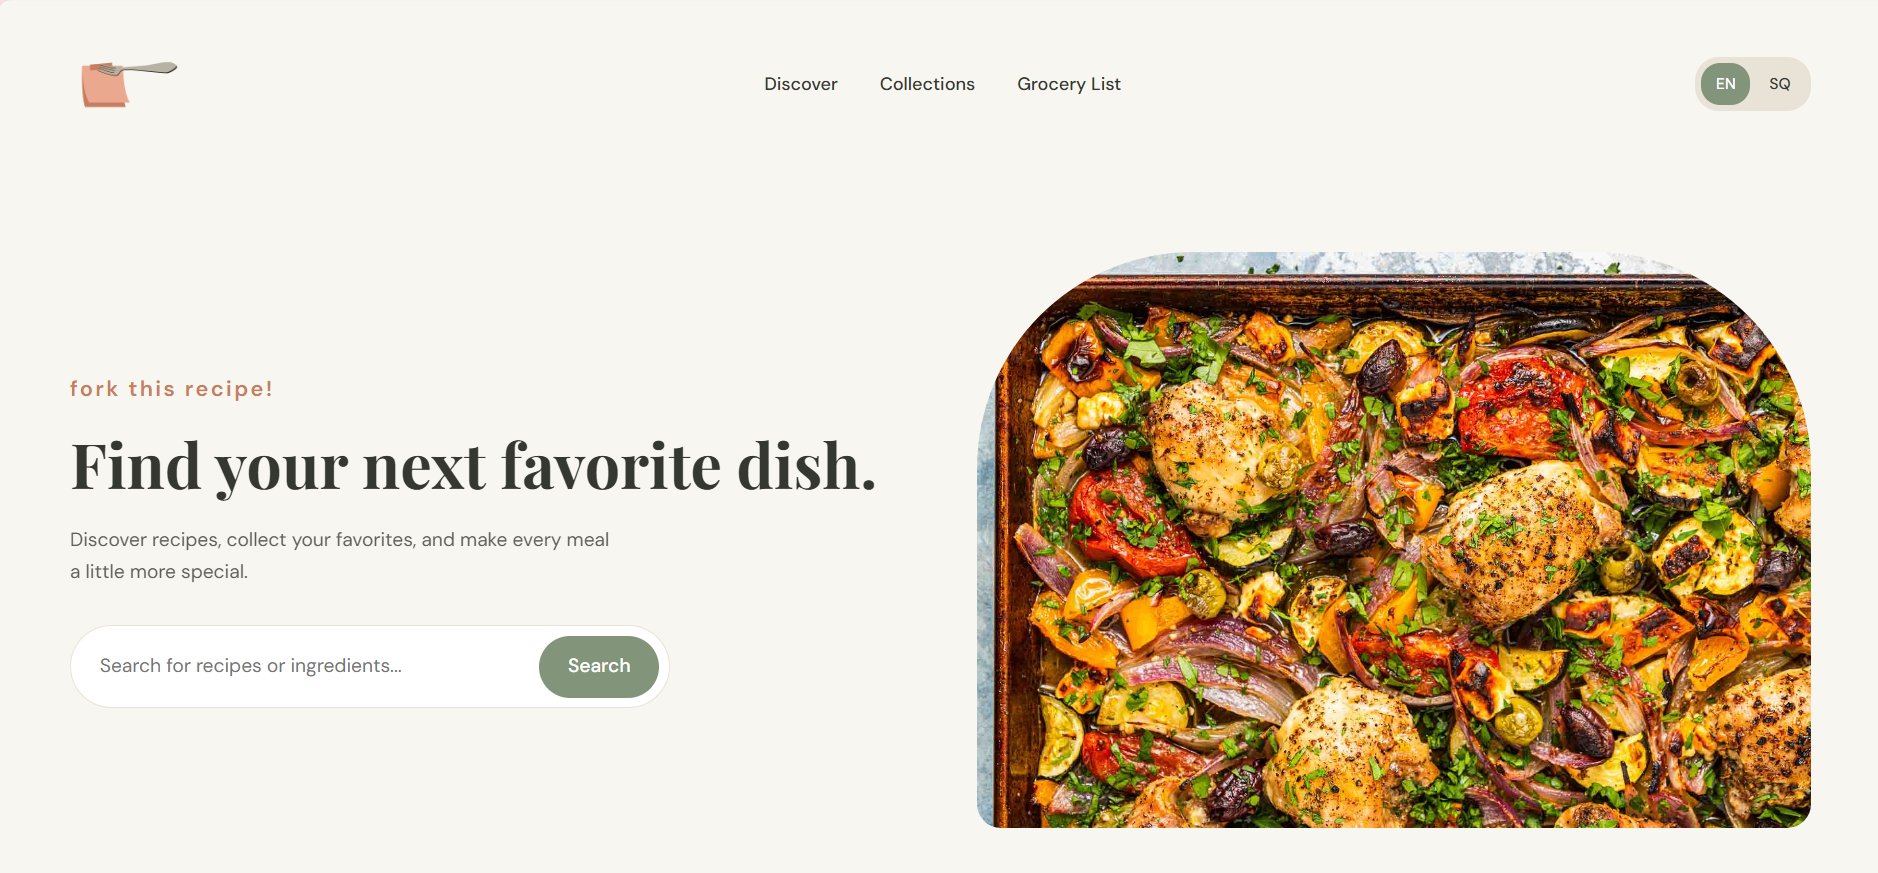 Discover
Collections
Grocery List
EN
SQ
fork this recipe!
Find your next favorite dish.
Discover recipes, collect your favorites, and make every meal
a little more special.
Search for recipes or ingredients...
Search